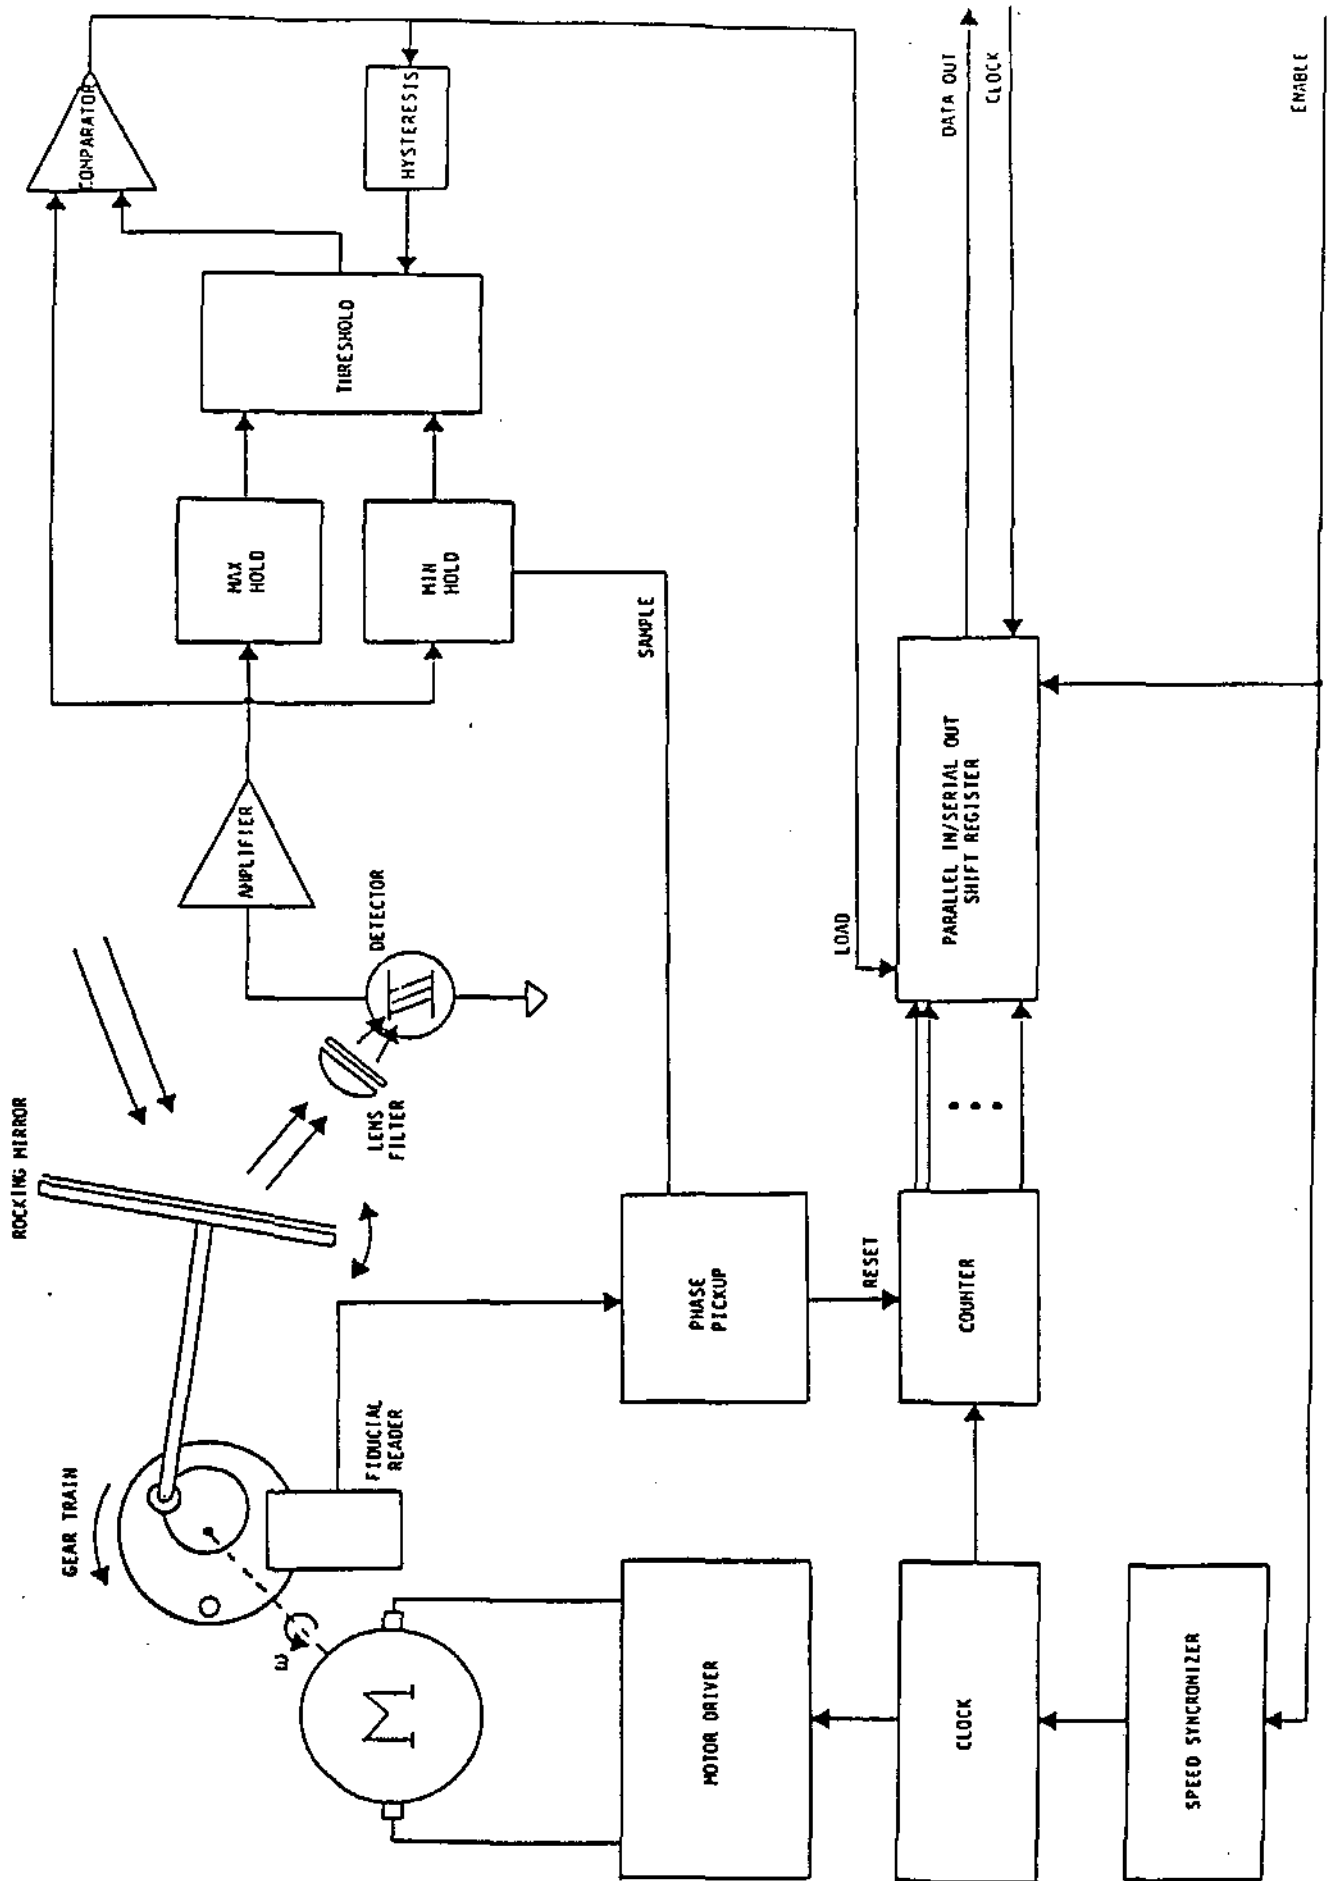 ROCKING MIRROR
GEAR TRAIN
COMPARATOR
AMPLIFIER
MAX
HOLD
ω
THRESHOLD
HYSTERESIS
FIDUCIAL
READER
LENS
FILTER
DETECTOR
MIN
HOLD
M
SAMPLE
MOTOR DRIVER
PHASE
PICKUP
LOAD
RESET
DATA OUT
CLOCK
CLOCK
COUNTER
PARALLEL IN/SERIAL OUT
SHIFT REGISTER
SPEED SYNCRONIZER
ENABLE